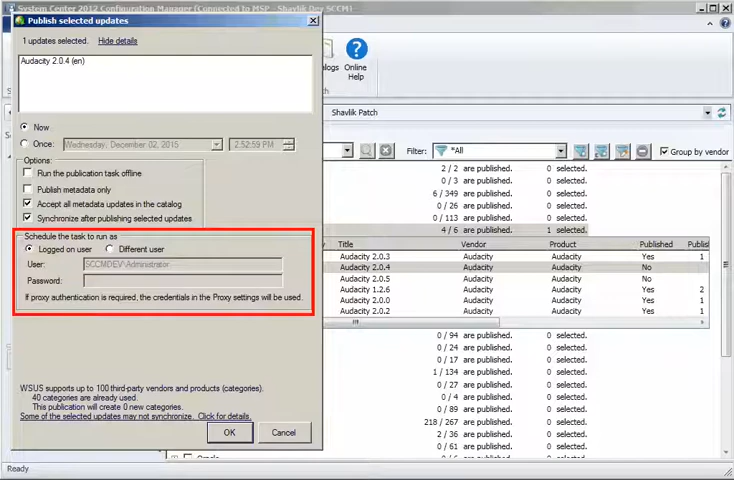 System Center 2012 Configuration Manager (Connected to MSP - Shavlik Dev SCCM)
Publish selected updates
1 updates selected. Hide details
Audacity 2.0.4 (en)
Now
Once: Wednesday, December 02, 2015 2:52:59 PM
Options:
Run the publication task offline
Publish metadata only
Accept all metadata updates in the catalog
Synchronize after publishing selected updates
Schedule the task to run as
Logged on user Different user
User: SCCMDEV\Administrator
Password:
If proxy authentication is required, the credentials in the Proxy settings will be used.
WSUS supports up to 100 third-party vendors and products (categories).
40 categories are already used.
This publication will create 0 new categories.
Some of the selected updates may not synchronize. Click for details.
OK Cancel
alogs Online
Help
Shavlik Patch
Filter: *All Group by vendor
2 / 2 are published. 0 selected.
0 / 3 are published. 0 selected.
6 / 349 are published. 0 selected.
0 / 26 are published. 0 selected.
0 / 113 are published. 0 selected.
4 / 6 are published. 1 selected.
Title Vendor Product Published Publis
Audacity 2.0.3 Audacity Audacity Yes 1
Audacity 2.0.4 Audacity Audacity No
Audacity 2.0.5 Audacity Audacity No
Audacity 1.2.6 Audacity Audacity Yes 2
Audacity 2.0.0 Audacity Audacity Yes 1
Audacity 2.0.2 Audacity Audacity Yes 1
0 / 94 are published. 0 selected.
0 / 24 are published. 0 selected.
0 / 17 are published. 0 selected.
1 / 134 are published. 0 selected.
0 / 27 are published. 0 selected.
0 / 4 are published. 0 selected.
0 / 89 are published. 0 selected.
218 / 267 are published. 0 selected.
2 / 36 are published. 0 selected.
0 / 61 are published. 0 selected.
Ready